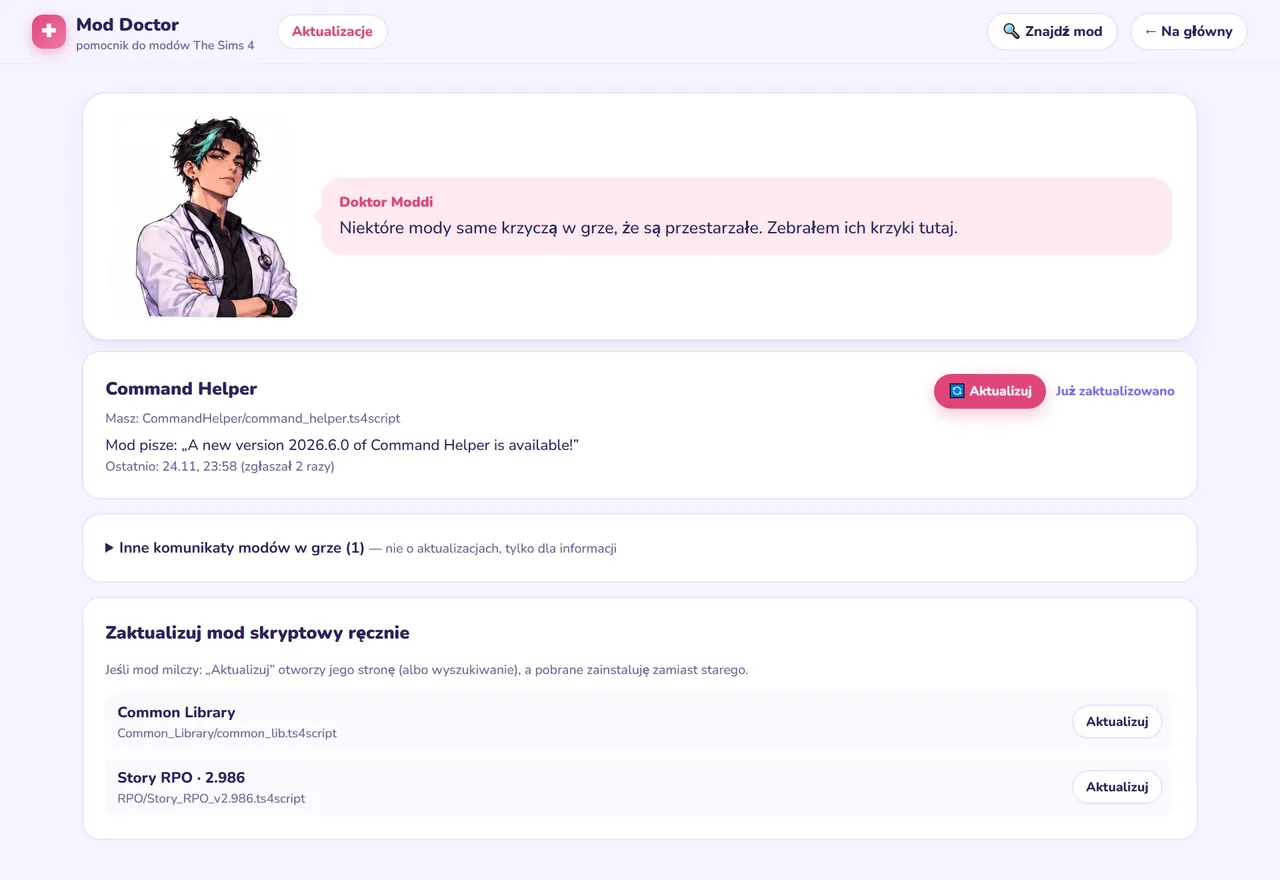 Mod Doctor
pomocnik do modów The Sims 4
Aktualizacje
🔍 Znajdź mod
← Na główny
Doktor Moddi
Niektóre mody same krzyczą w grze, że są przestarzałe. Zebrałem ich krzyki tutaj.
Command Helper
🔄 Aktualizuj
Już zaktualizowano
Masz: CommandHelper/command_helper.ts4script
Mod pisze: „A new version 2026.6.0 of Command Helper is available!”
Ostatnio: 24.11, 23:58 (zgłaszał 2 razy)
▶ Inne komunikaty modów w grze (1) — nie o aktualizacjach, tylko dla informacji
Zaktualizuj mod skryptowy ręcznie
Jeśli mod milczy: „Aktualizuj” otworzy jego stronę (albo wyszukiwanie), a pobrane zainstaluję zamiast starego.
Common Library
Common_Library/common_lib.ts4script
Aktualizuj
Story RPO · 2.986
RPO/Story_RPO_v2.986.ts4script
Aktualizuj